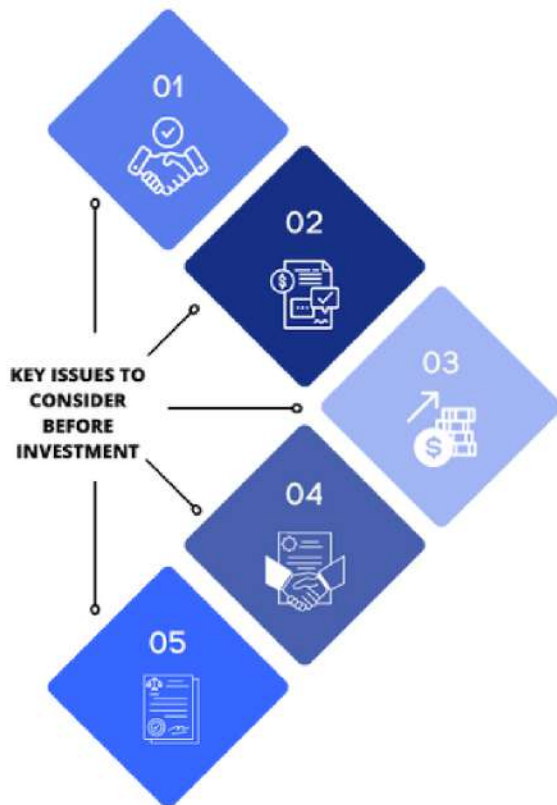 01
02
03
KEY ISSUES TO
CONSIDER
BEFORE
INVESTMENT
04
05